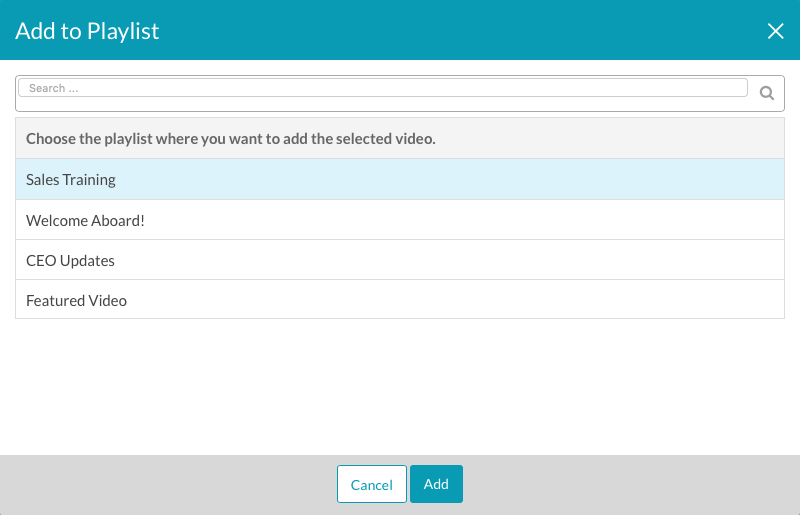 Add to Playlist
Search ...
Choose the playlist where you want to add the selected video.
Sales Training
Welcome Aboard!
CEO Updates
Featured Video
Cancel Add